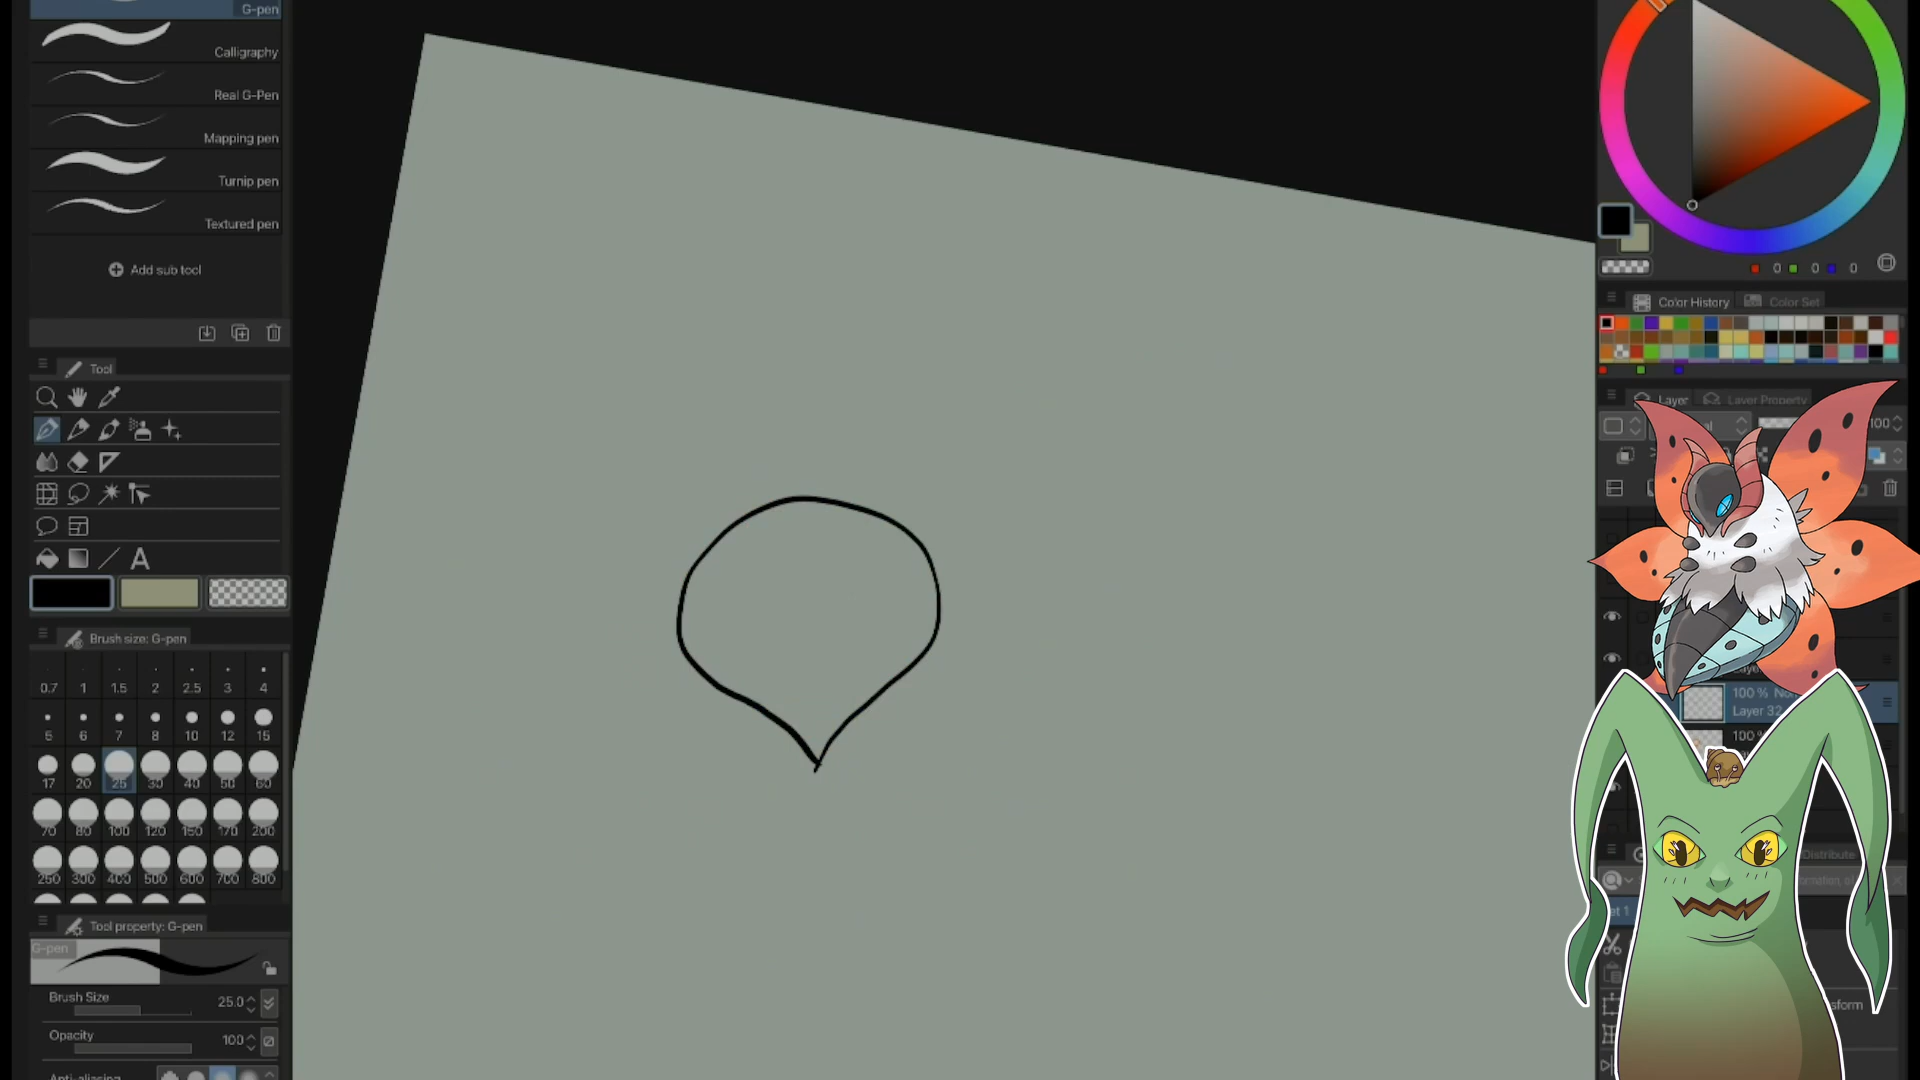 G-pen
Calligraphy
Real G-Pen
Mapping pen
Turnip pen
Textured pen
Add sub tool
Tool
A
Brush size: G-pen
0.7 1 1.5 2 2.5 3 4
5 6 7 8 10 12 15
17 20 25 30 40 50 60
70 80 100 120 150 170 200
250 300 400 500 600 700 800
Tool property: G-pen
G-pen
Brush Size 25.0
Opacity 100
Anti-aliasing
0 0 0
Color History Color Set
Layer Layer Property
100
100 %
Layer 32
100 %
Distribute